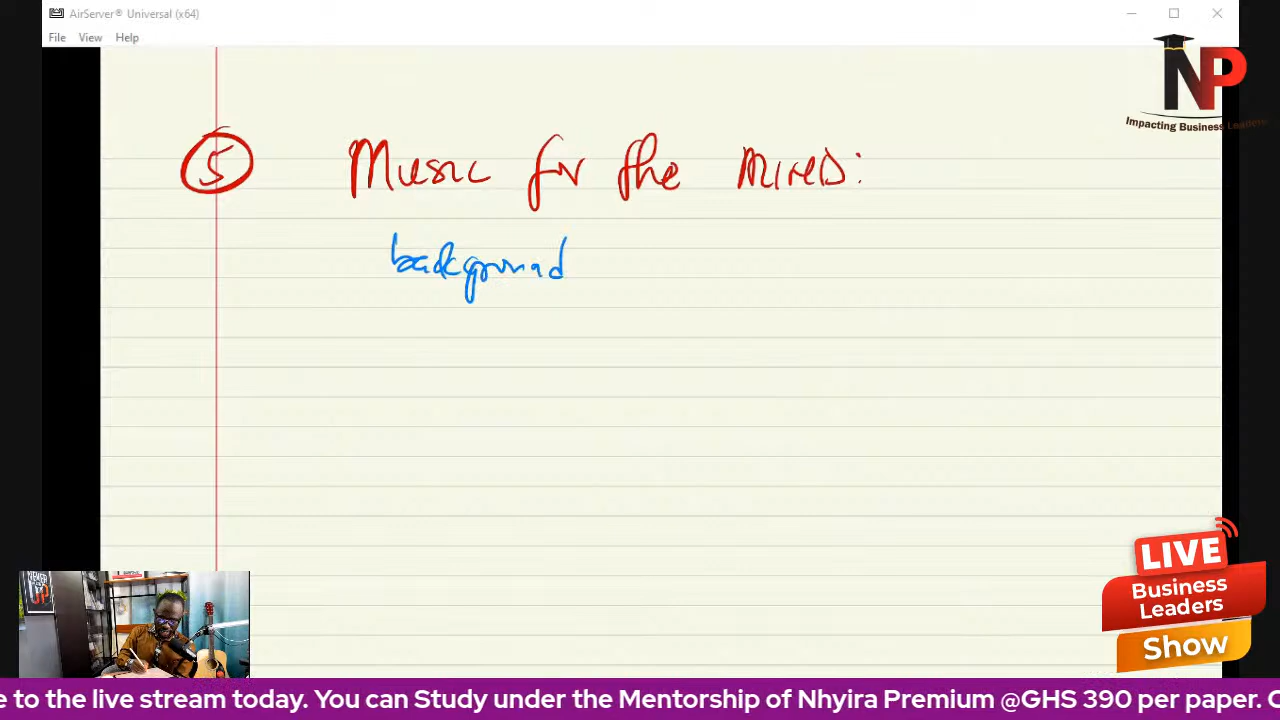 AirServer® Universal (x64)
File View Help
NP
Impacting Business Leaders
5 Music for the Mind:
background
LIVE
Business
Leaders
Show
e to the live stream today. You can Study under the Mentorship of Nhyira Premium @GHS 390 per paper. C